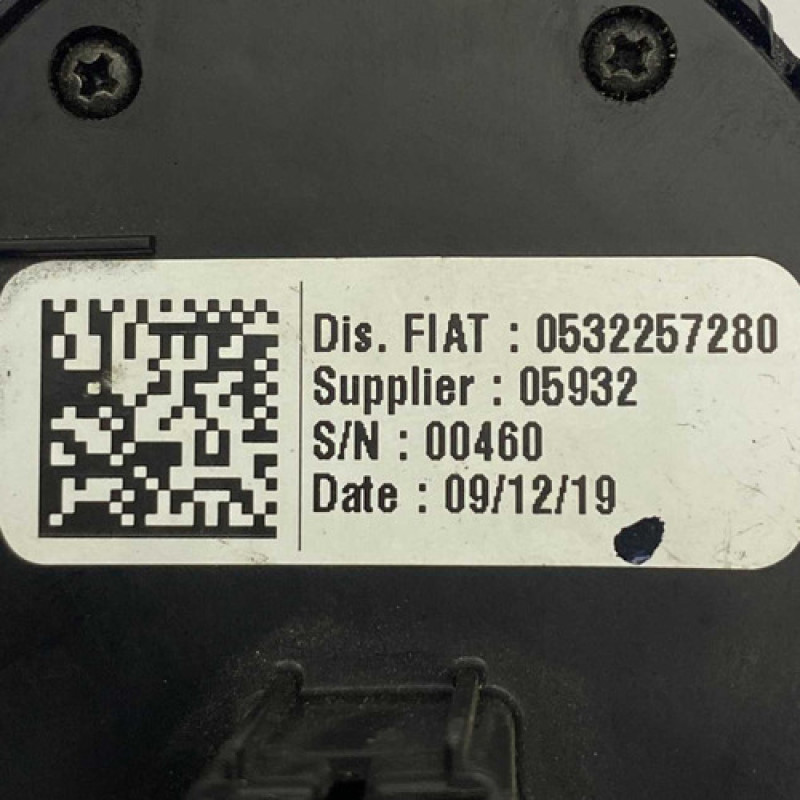 Dis. FIAT : 0532257280
Supplier : 05932
S/N : 00460
Date : 09/12/19